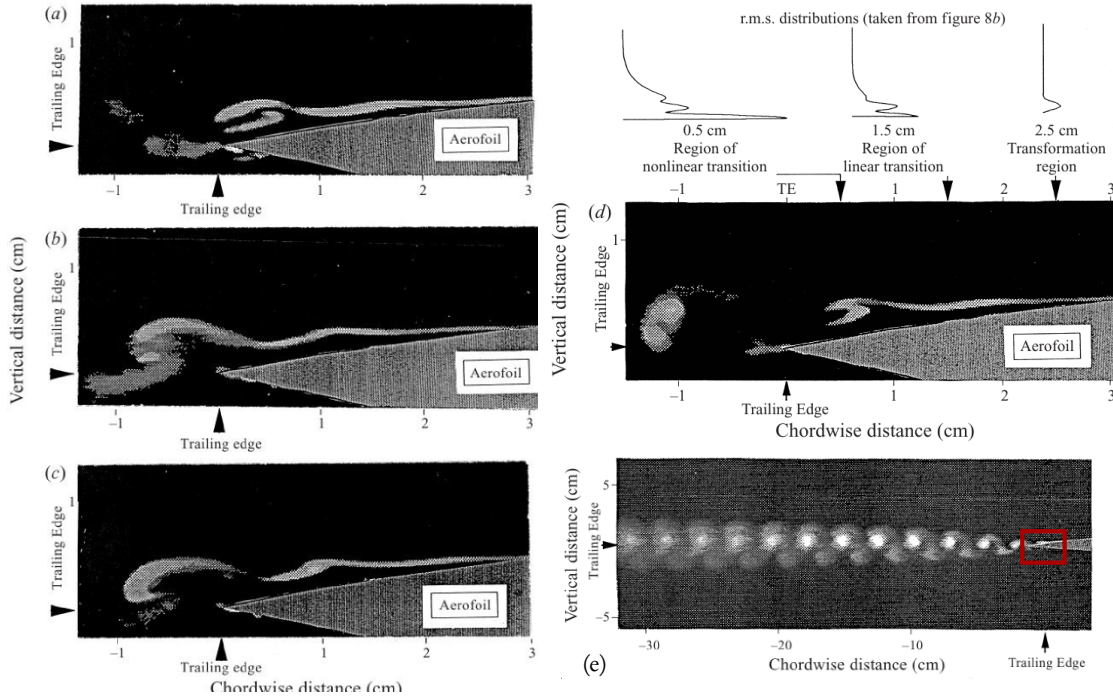 (a)
1
Trailing Edge
Aerofoil
–1
1
2
3
Trailing edge
(b)
1
Vertical distance (cm)
Trailing Edge
Aerofoil
–1
1
2
3
Trailing edge
(c)
1
Trailing Edge
Aerofoil
–1
0
1
2
3
Trailing edge
Chordwise distance (cm)
r.m.s. distributions (taken from figure 8b)
0.5 cm
1.5 cm
2.5 cm
Region of
nonlinear transition
Region of
linear transition
Transformation
region
–1
TE
1
2
3
(d)
1
Vertical distance (cm)
Trailing Edge
Aerofoil
–1
1
2
3
Trailing Edge
Chordwise distance (cm)
5
Vertical distance (cm)
Trailing Edge
–5
–30
–20
–10
(e)
Chordwise distance (cm)
Trailing Edge